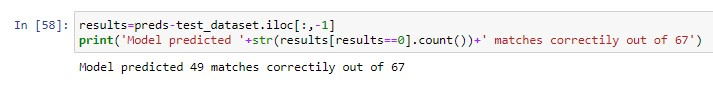 In [58]: results=preds-test_dataset.iloc[:,-1]
print('Model predicted '+str(results[results==0].count())+' matches correctily out of 67')
Model predicted 49 matches correctily out of 67